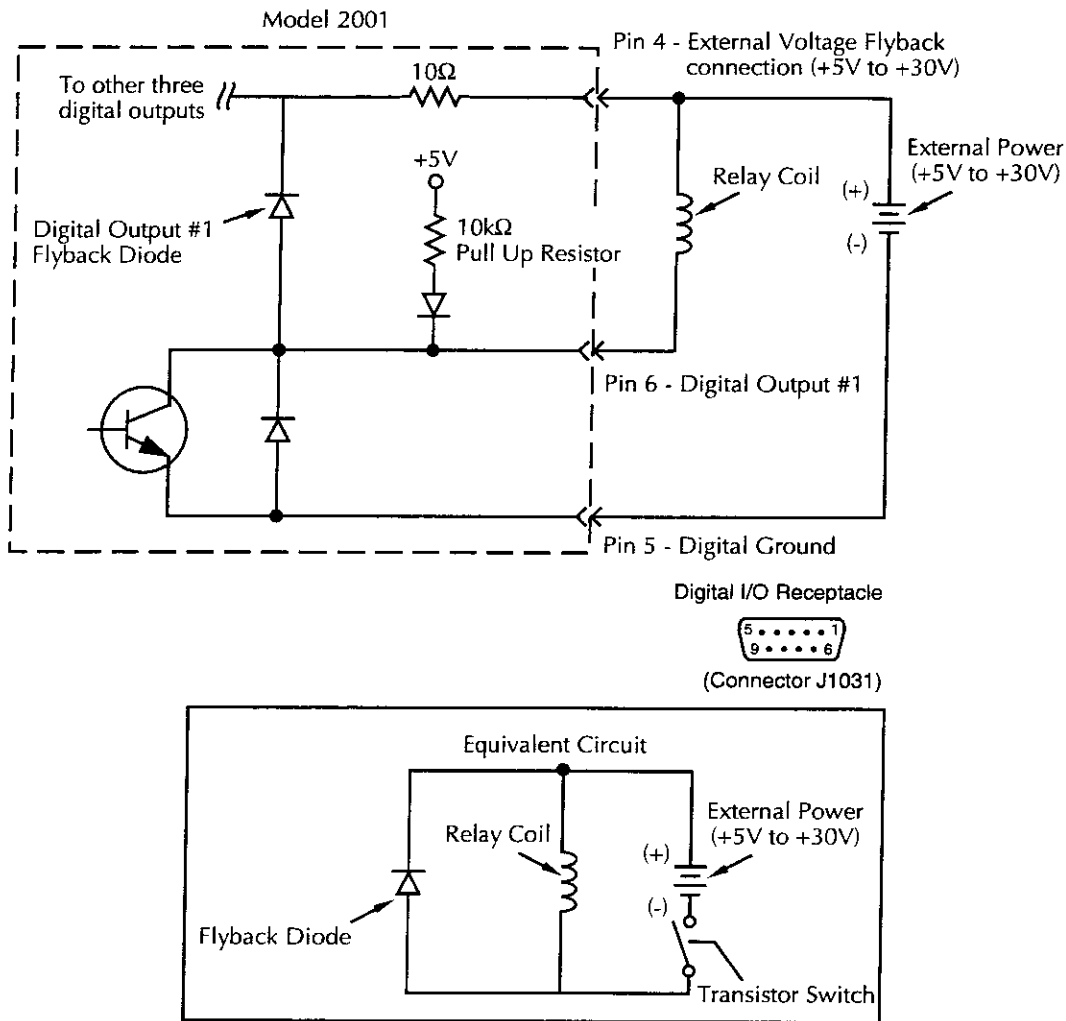 Model 2001
Pin 4 - External Voltage Flyback
connection (+5V to +30V)
To other three
digital outputs
10Ω
+5V
10kΩ
Pull Up Resistor
Digital Output #1
Flyback Diode
Relay Coil
External Power
(+5V to +30V)
(+)
(-)
Pin 6 - Digital Output #1
Pin 5 - Digital Ground
Digital I/O Receptacle
5 1
9 6
(Connector J1031)
Equivalent Circuit
Relay Coil
External Power
(+5V to +30V)
(+)
(-)
Flyback Diode
Transistor Switch